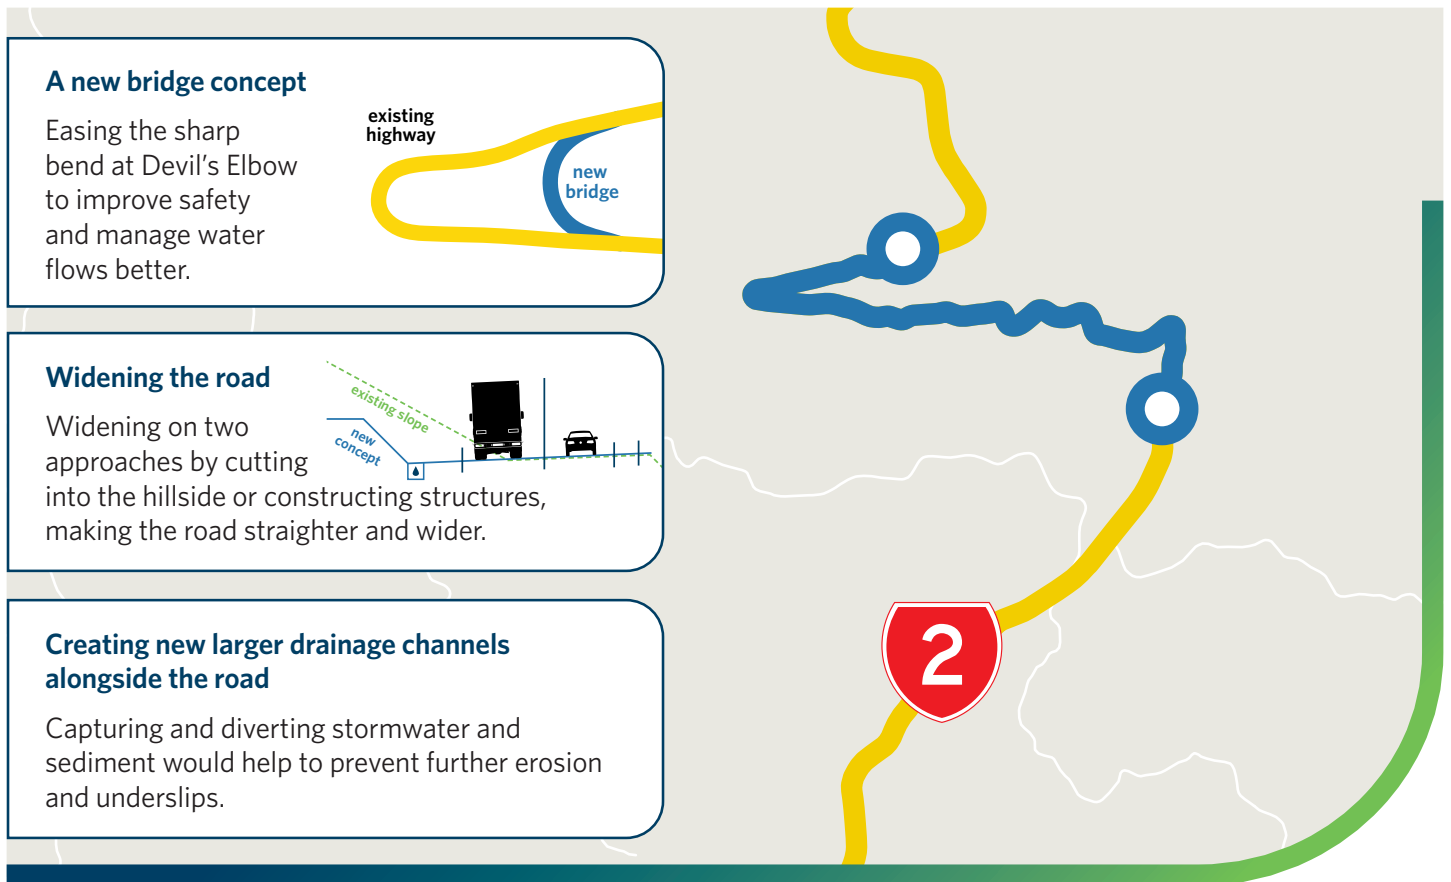 A new bridge concept
Easing the sharp
bend at Devil’s Elbow
to improve safety
and manage water
flows better.
existing
highway
new
bridge
Widening the road
Widening on two
approaches by cutting
into the hillside or constructing structures,
making the road straighter and wider.
existing slope
new
concept
Creating new larger drainage channels
alongside the road
Capturing and diverting stormwater and
sediment would help to prevent further erosion
and underslips.
2